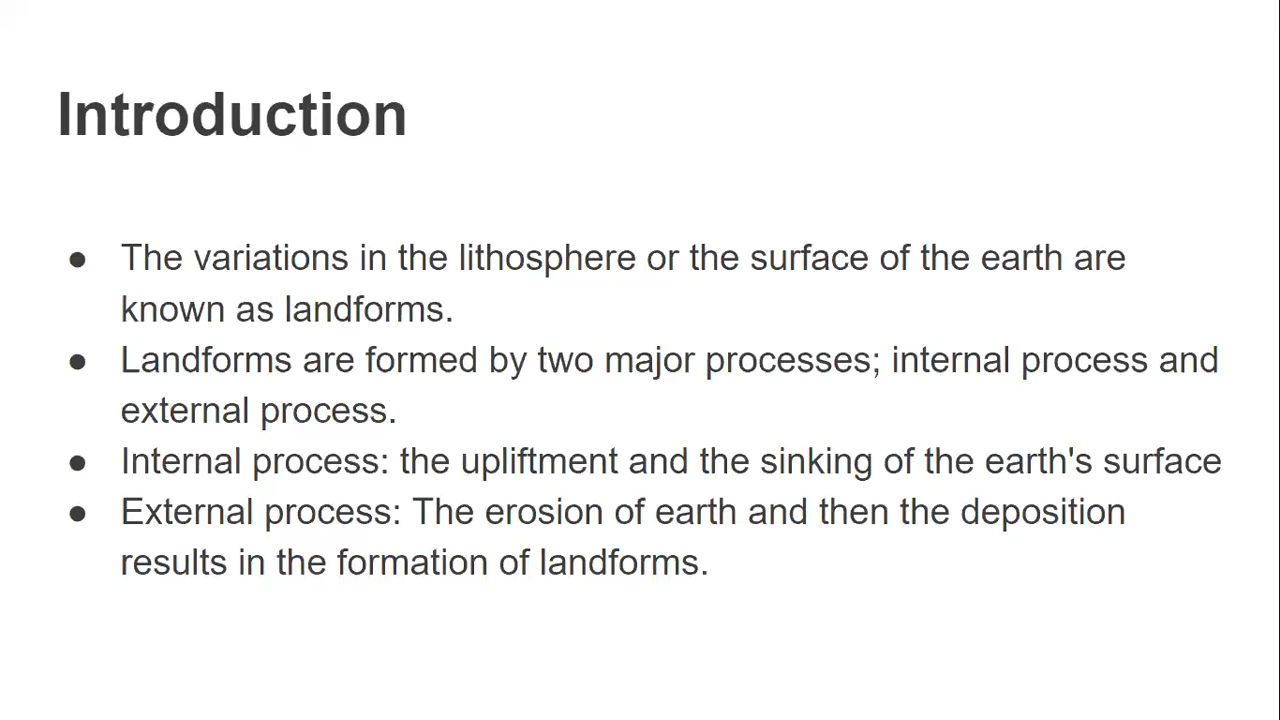 Introduction
● The variations in the lithosphere or the surface of the earth are
known as landforms.
● Landforms are formed by two major processes; internal process and
external process.
● Internal process: the upliftment and the sinking of the earth's surface
● External process: The erosion of earth and then the deposition
results in the formation of landforms.